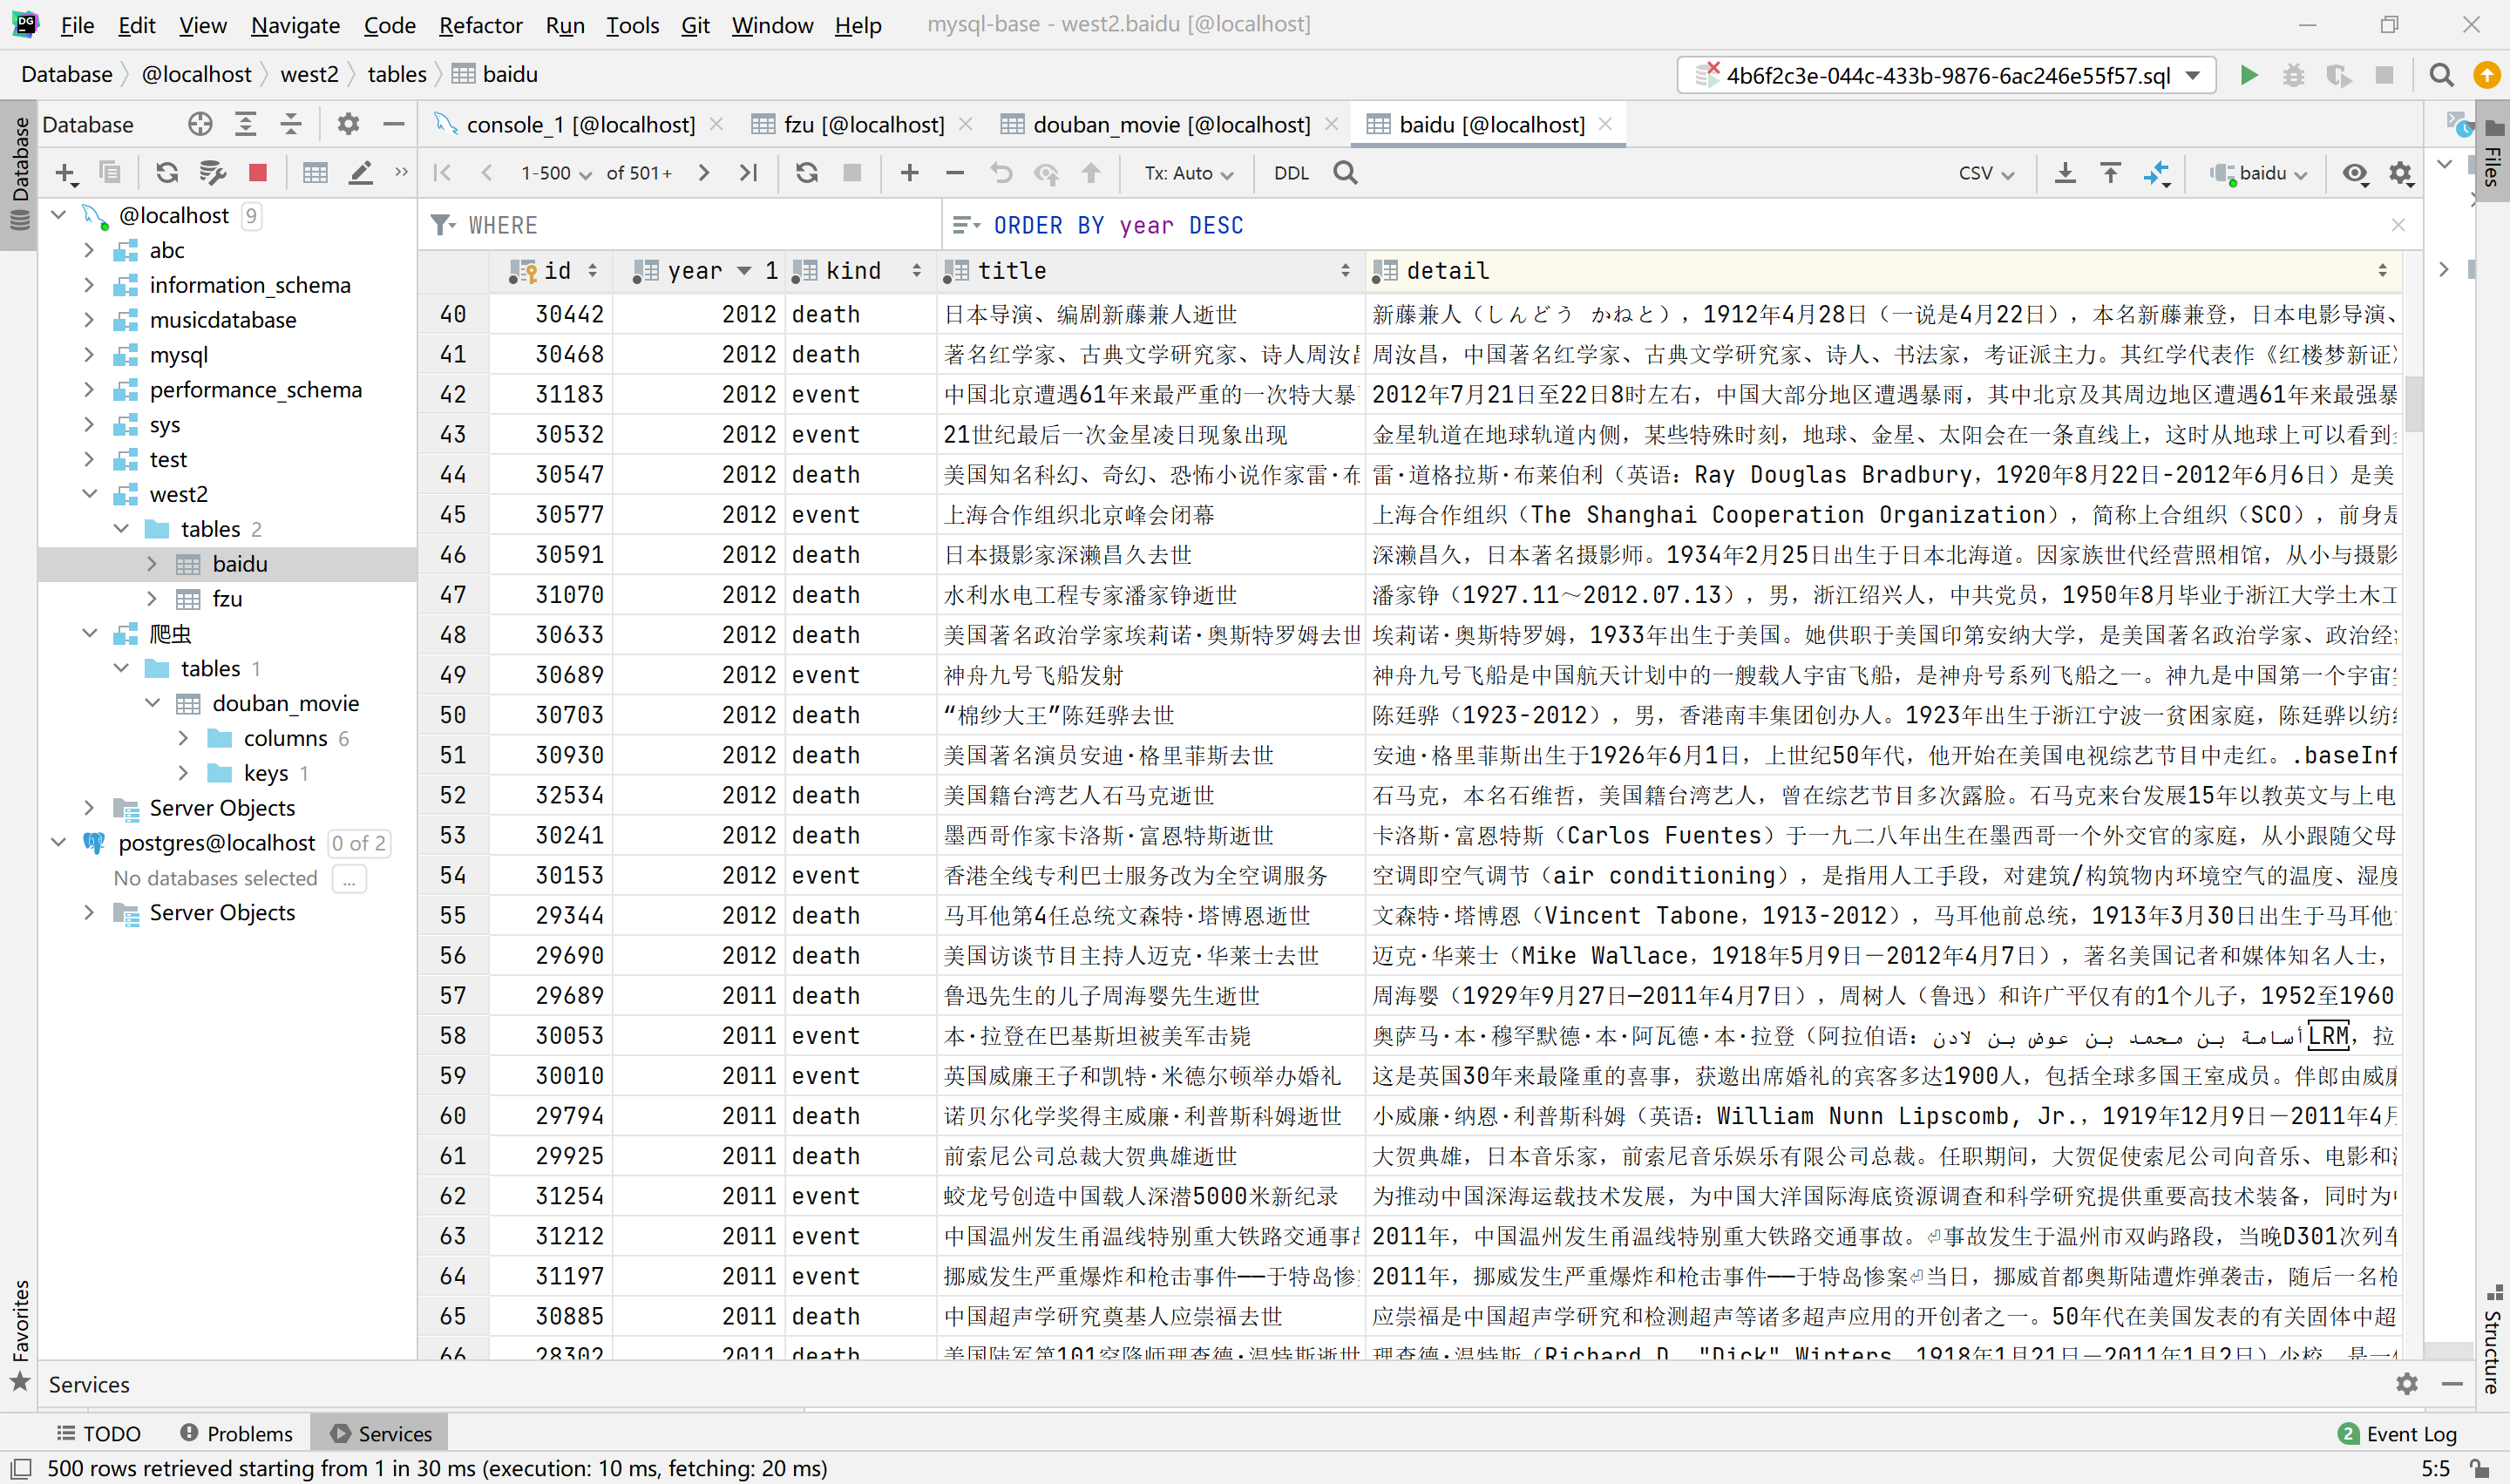 File Edit View Navigate Code Refactor Run Tools Git Window Help mysql-base - west2.baidu [@localhost]
Database @localhost west2 tables baidu 4b6f2c3e-044c-433b-9876-6ac246e55f57.sql
Database console_1 [@localhost] fzu [@localhost] douban_movie [@localhost] baidu [@localhost]
1-500 of 501+ Tx: Auto DDL CSV baidu
WHERE ORDER BY year DESC
Database
Favorites
Files
Structure
@localhost 9
abc
information_schema
musicdatabase
mysql
performance_schema
sys
test
west2
tables 2
baidu
fzu
爬虫
tables 1
douban_movie
columns 6
keys 1
Server Objects
postgres@localhost 0 of 2
No databases selected ...
Server Objects
id year 1 kind title detail
40 30442 2012 death 日本导演、编剧新藤兼人逝世 新藤兼人（しんどう かねと），1912年4月28日（一说是4月22日），本名新藤兼登，日本电影导演、
41 30468 2012 death 著名红学家、古典文学研究家、诗人周汝昌 周汝昌，中国著名红学家、古典文学研究家、诗人、书法家，考证派主力。其红学代表作《红楼梦新证》
42 31183 2012 event 中国北京遭遇61年来最严重的一次特大暴 2012年7月21日至22日8时左右，中国大部分地区遭遇暴雨，其中北京及其周边地区遭遇61年来最强暴
43 30532 2012 event 21世纪最后一次金星凌日现象出现 金星轨道在地球轨道内侧，某些特殊时刻，地球、金星、太阳会在一条直线上，这时从地球上可以看到
44 30547 2012 death 美国知名科幻、奇幻、恐怖小说作家雷·布 雷·道格拉斯·布莱伯利（英语：Ray Douglas Bradbury，1920年8月22日-2012年6月6日）是美
45 30577 2012 event 上海合作组织北京峰会闭幕 上海合作组织（The Shanghai Cooperation Organization），简称上合组织（SCO），前身是
46 30591 2012 death 日本摄影家深濑昌久去世 深濑昌久，日本著名摄影师。1934年2月25日出生于日本北海道。因家族世代经营照相馆，从小与摄影
47 31070 2012 death 水利水电工程专家潘家铮逝世 潘家铮（1927.11～2012.07.13），男，浙江绍兴人，中共党员，1950年8月毕业于浙江大学土木工
48 30633 2012 death 美国著名政治学家埃莉诺·奥斯特罗姆去世 埃莉诺·奥斯特罗姆，1933年出生于美国。她供职于美国印第安纳大学，是美国著名政治学家、政治经
49 30689 2012 event 神舟九号飞船发射 神舟九号飞船是中国航天计划中的一艘载人宇宙飞船，是神舟号系列飞船之一。神九是中国第一个宇宙
50 30703 2012 death “棉纱大王”陈廷骅去世 陈廷骅（1923-2012），男，香港南丰集团创办人。1923年出生于浙江宁波一贫困家庭，陈廷骅以纺
51 30930 2012 death 美国著名演员安迪·格里菲斯去世 安迪·格里菲斯出生于1926年6月1日，上世纪50年代，他开始在美国电视综艺节目中走红。.baseInf
52 32534 2012 death 美国籍台湾艺人石马克逝世 石马克，本名石维哲，美国籍台湾艺人，曾在综艺节目多次露脸。石马克来台发展15年以教英文与上电
53 30241 2012 death 墨西哥作家卡洛斯·富恩特斯逝世 卡洛斯·富恩特斯（Carlos Fuentes）于一九二八年出生在墨西哥一个外交官的家庭，从小跟随父母
54 30153 2012 event 香港全线专利巴士服务改为全空调服务 空调即空气调节（air conditioning），是指用人工手段，对建筑/构筑物内环境空气的温度、湿度
55 29344 2012 death 马耳他第4任总统文森特·塔博恩逝世 文森特·塔博恩（Vincent Tabone，1913-2012），马耳他前总统，1913年3月30日出生于马耳他
56 29690 2012 death 美国访谈节目主持人迈克·华莱士去世 迈克·华莱士（Mike Wallace，1918年5月9日－2012年4月7日），著名美国记者和媒体知名人士，
57 29689 2011 death 鲁迅先生的儿子周海婴先生逝世 周海婴（1929年9月27日—2011年4月7日），周树人（鲁迅）和许广平仅有的1个儿子，1952至1960
58 30053 2011 event 本·拉登在巴基斯坦被美军击毙 奥萨马·本·穆罕默德·本·阿瓦德·本·拉登（阿拉伯语：أسامة بن محمد بن عوض بن لادن LRM，拉
59 30010 2011 event 英国威廉王子和凯特·米德尔顿举办婚礼 这是英国30年来最隆重的喜事，获邀出席婚礼的宾客多达1900人，包括全球多国王室成员。伴郎由威廉
60 29794 2011 death 诺贝尔化学奖得主威廉·利普斯科姆逝世 小威廉·纳恩·利普斯科姆（英语：William Nunn Lipscomb, Jr.，1919年12月9日－2011年4月
61 29925 2011 death 前索尼公司总裁大贺典雄逝世 大贺典雄，日本音乐家，前索尼音乐娱乐有限公司总裁。任职期间，大贺促使索尼公司向音乐、电影和
62 31254 2011 event 蛟龙号创造中国载人深潜5000米新纪录 为推动中国深海运载技术发展，为中国大洋国际海底资源调查和科学研究提供重要高技术装备，同时为
63 31212 2011 event 中国温州发生甬温线特别重大铁路交通事故 2011年，中国温州发生甬温线特别重大铁路交通事故。⏎事故发生于温州市双屿路段，当晚D301次列车
64 31197 2011 event 挪威发生严重爆炸和枪击事件——于特岛惨案 2011年，挪威发生严重爆炸和枪击事件——于特岛惨案⏎当日，挪威首都奥斯陆遭炸弹袭击，随后一名枪
65 30885 2011 death 中国超声学研究奠基人应崇福去世 应崇福是中国超声学研究和检测超声等诸多超声应用的开创者之一。50年代在美国发表的有关固体中超
66 28302 2011 death 美国陆军第101空降师理查德·温特斯逝世 理查德·温特斯（Richard D. "Dick" Winters，1918年1月21日－2011年1月2日）少校，是一
Services
TODO Problems Services 2 Event Log
500 rows retrieved starting from 1 in 30 ms (execution: 10 ms, fetching: 20 ms) 5:5